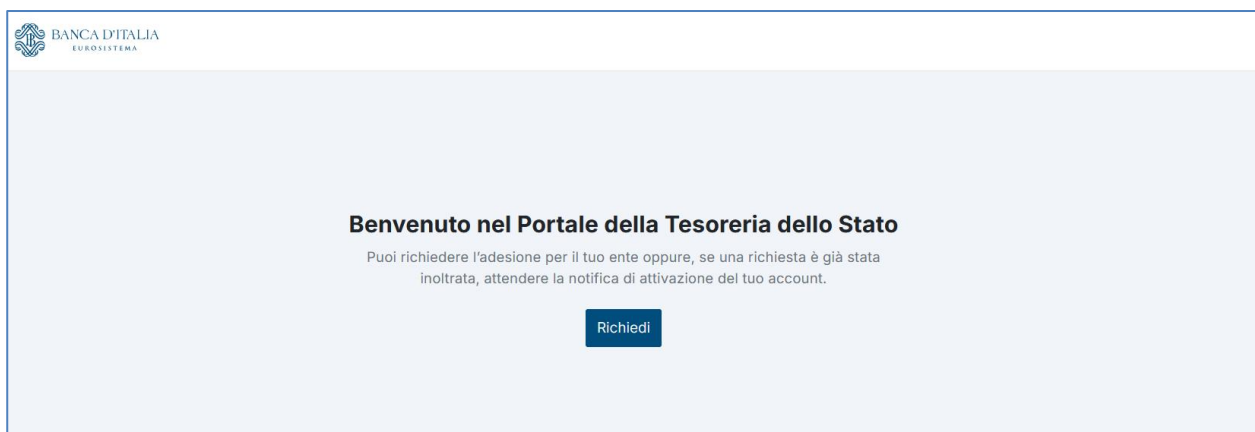 BANCA D'ITALIA
EUROSISTEMA
Benvenuto nel Portale della Tesoreria dello Stato
Puoi richiedere l'adesione per il tuo ente oppure, se una richiesta è già stata
inoltrata, attendere la notifica di attivazione del tuo account.
Richiedi